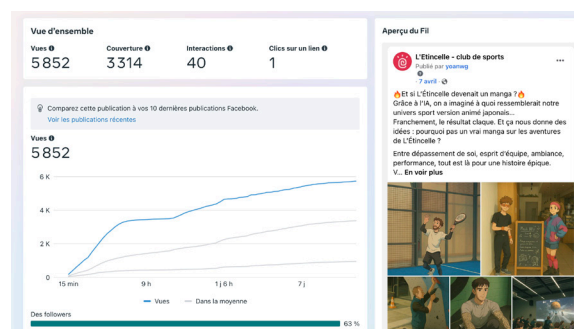 Vue d'ensemble
Vues
Couverture
Interactions
Clics sur un lien
5 852
3 314
40
1
Comparez cette publication à vos 10 dernières publications Facebook.
Voir les publications récentes
Vues
5 852
6 K
4 K
2 K
0
15 min
9 h
1 j 6 h
7 j
Vues
Dans la moyenne
Des followers
63 %
Aperçu du Fil
L'Etincelle - club de sports
Publié par yoanwg
7 avril
🔥Et si L'Étincelle devenait un manga ?🔥
Grâce à l'IA, on a imaginé à quoi ressemblerait notre
univers sport version animé japonais...
Franchement, le résultat claque. Et ça nous donne des
idées : pourquoi pas un vrai manga sur les aventures
de L'Étincelle ?
Entre dépassement de soi, esprit d'équipe, ambiance,
performance, tout est là pour une histoire épique.
V... En voir plus